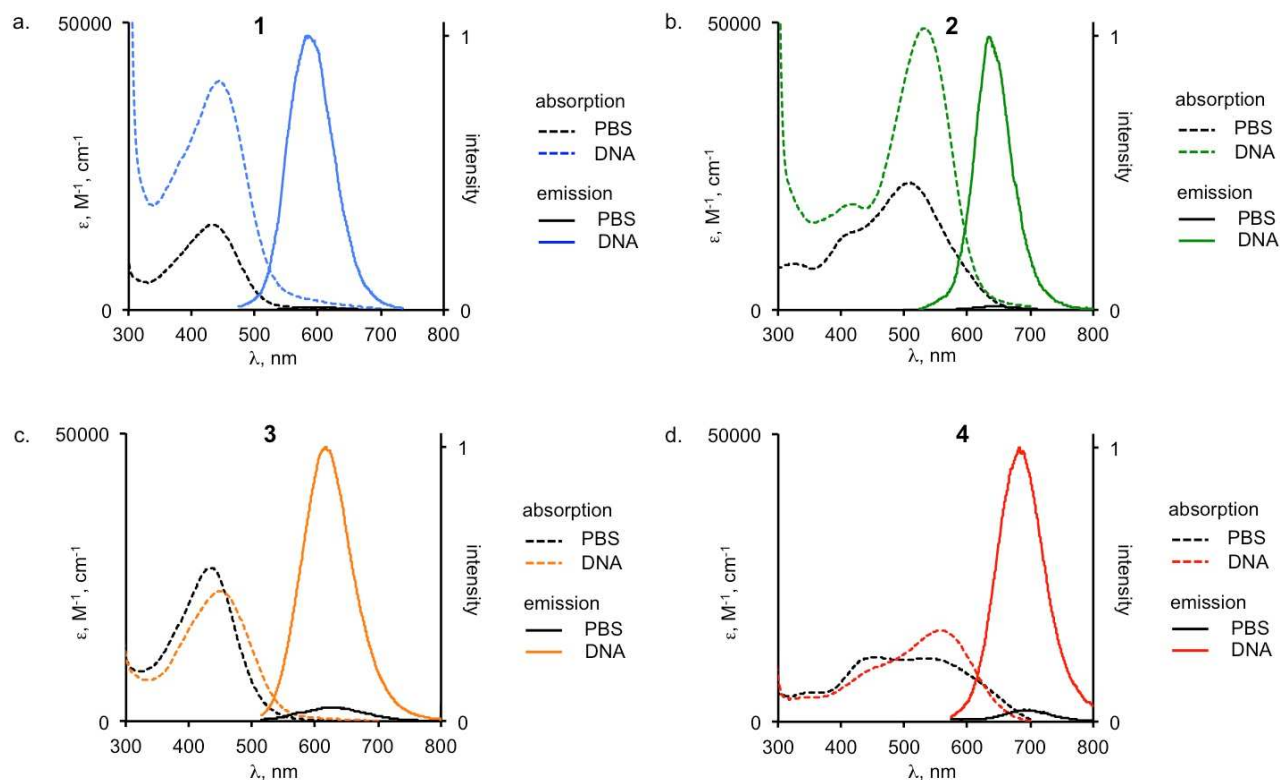 a.
1
50000
1
ε, M⁻¹, cm⁻¹
intensity
0
0
300 400 500 600 700 800
λ, nm
absorption
PBS
DNA
emission
PBS
DNA
b.
2
50000
1
ε, M⁻¹, cm⁻¹
intensity
0
0
300 400 500 600 700 800
λ, nm
absorption
PBS
DNA
emission
PBS
DNA
c.
3
50000
1
ε, M⁻¹, cm⁻¹
intensity
0
0
300 400 500 600 700 800
λ, nm
absorption
PBS
DNA
emission
PBS
DNA
d.
4
50000
1
ε, M⁻¹, cm⁻¹
intensity
0
0
300 400 500 600 700 800
λ, nm
absorption
PBS
DNA
emission
PBS
DNA